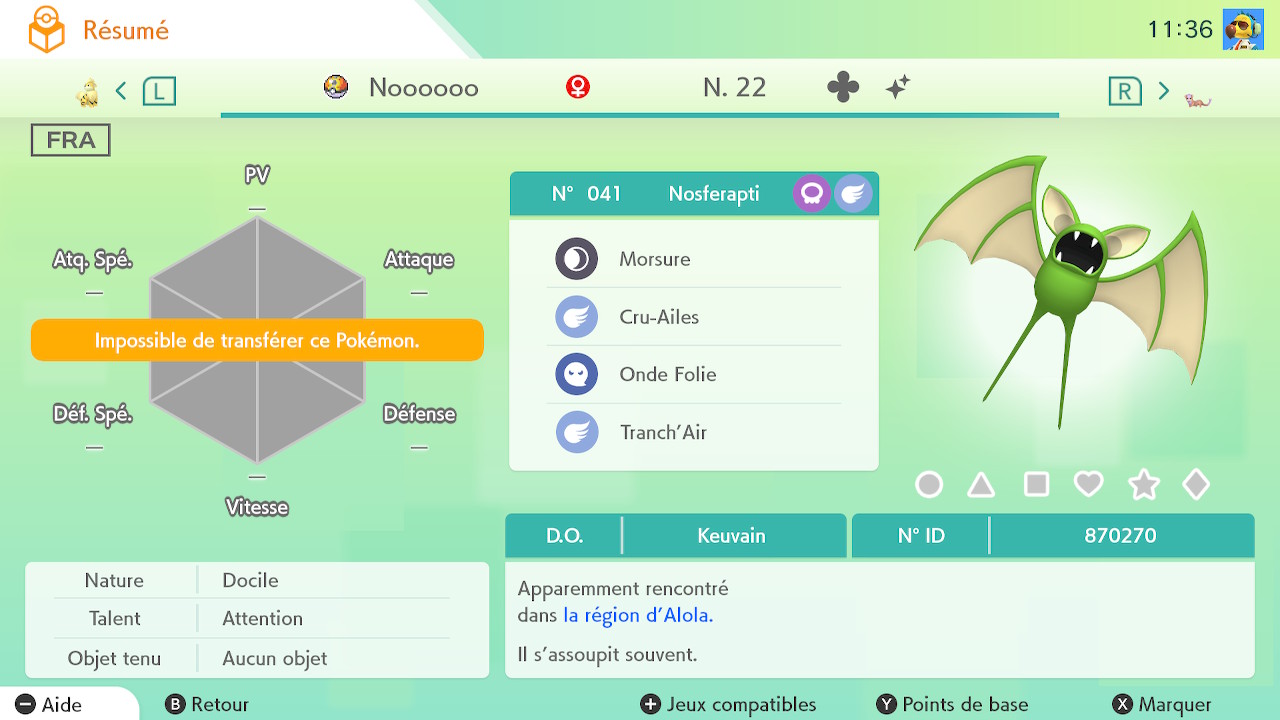 Résumé
11:36
L
Noooooo
N. 22
R
FRA
PV
—
Atq. Spé.
—
Attaque
—
Impossible de transférer ce Pokémon.
Déf. Spé.
—
Défense
—
—
Vitesse
N° 041 Nosferapti
Morsure
Cru-Ailes
Onde Folie
Tranch'Air
D.O. Keuvain
N° ID 870270
Apparemment rencontré
dans la région d'Alola.
Il s'assoupit souvent.
Nature Docile
Talent Attention
Objet tenu Aucun objet
Aide
B Retour
Jeux compatibles
Y Points de base
X Marquer